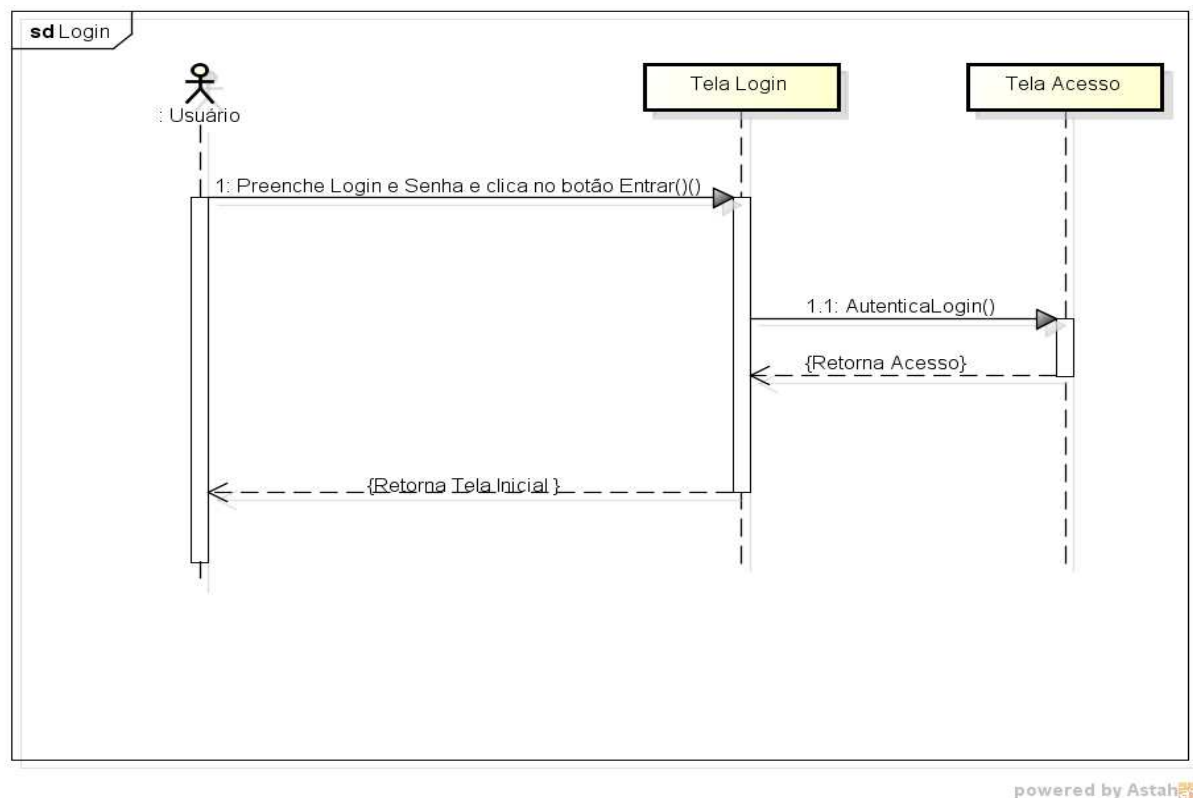 sd Login
: Usuário
Tela Login
Tela Acesso
1: Preenche Login e Senha e clica no botão Entrar()()
1.1: AutenticaLogin()
{Retorna Acesso}
{Retorna Tela Inicial }
powered by Astah